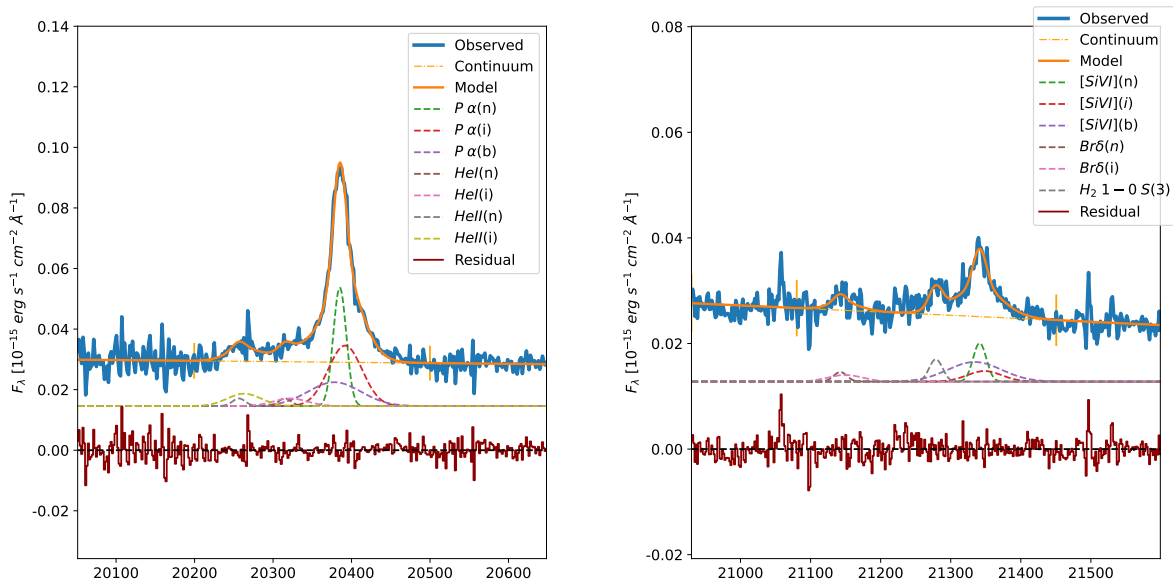 0.14
0.12
0.10
0.08
0.06
0.04
0.02
0.00
-0.02
F_λ [10⁻¹⁵ erg s⁻¹ cm⁻² Å⁻¹]
Observed
Continuum
Model
P α(n)
P α(i)
P α(b)
HeI(n)
HeI(i)
HeII(n)
HeII(i)
Residual
20100 20200 20300 20400 20500 20600
0.08
0.06
0.04
0.02
0.00
-0.02
F_λ [10⁻¹⁵ erg s⁻¹ cm⁻² Å⁻¹]
Observed
Continuum
Model
[SiVI](n)
[SiVI](i)
[SiVI](b)
Brδ(n)
Brδ(i)
H₂ 1−0 S(3)
Residual
21000 21100 21200 21300 21400 21500